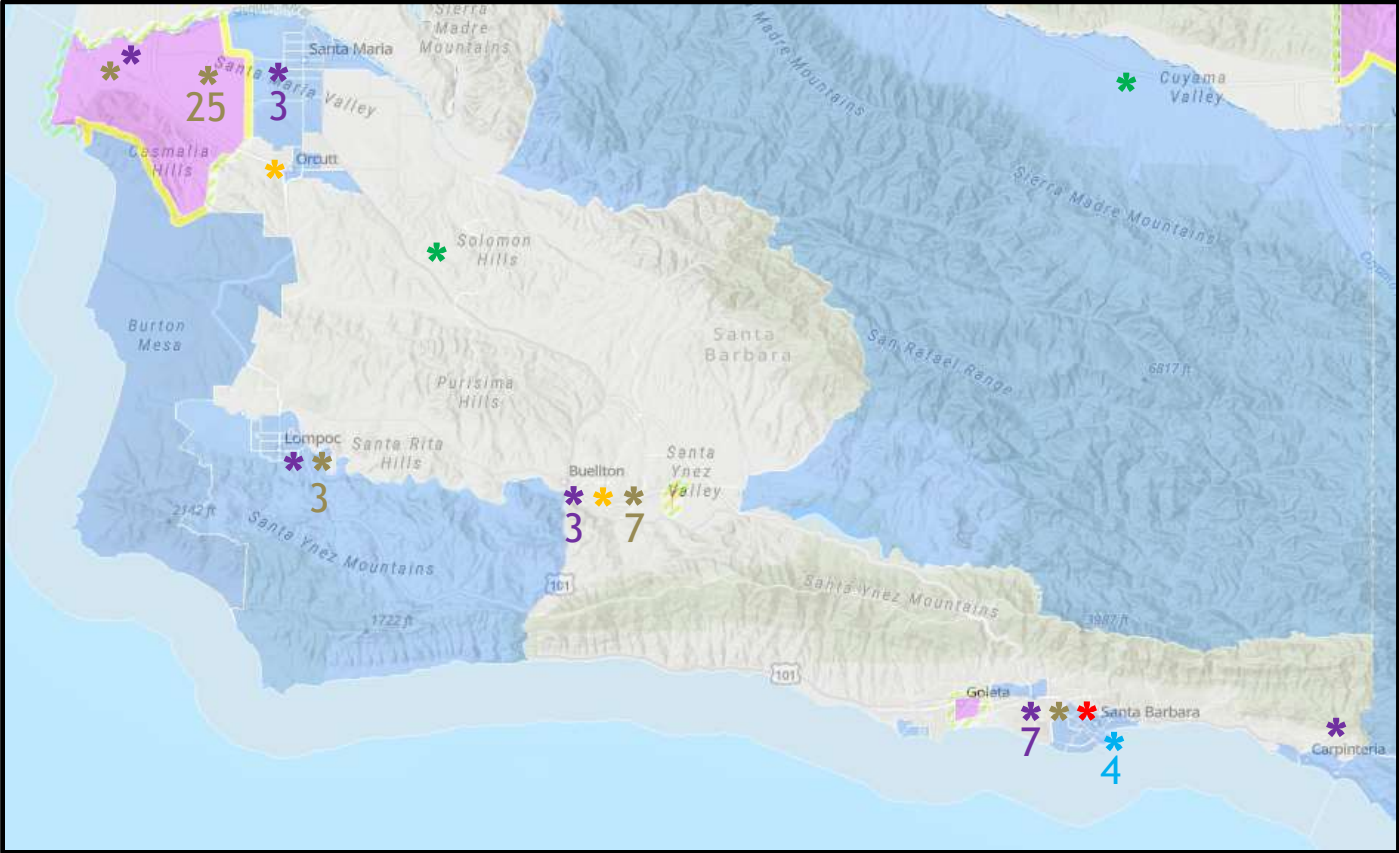 Sierra
Madre
Mountains
Santa Maria
Santa Maria Valley
25
3
Madre Mountains
Cuyama
Valley
Casmalia
Hills
Orcutt
Sierra Madre Mountains
Solomon
Hills
Burton
Mesa
Santa
Barbara
San Rafael Range
6817 ft
Purisima
Hills
Lompoc
Santa Rita
Hills
3
Buellton
Santa
Ynez
Valley
3
7
2142 ft
Santa Ynez Mountains
101
Santa Ynez Mountains
1722 ft
3987 ft
101
Goleta
Santa Barbara
7
4
Carpinteria